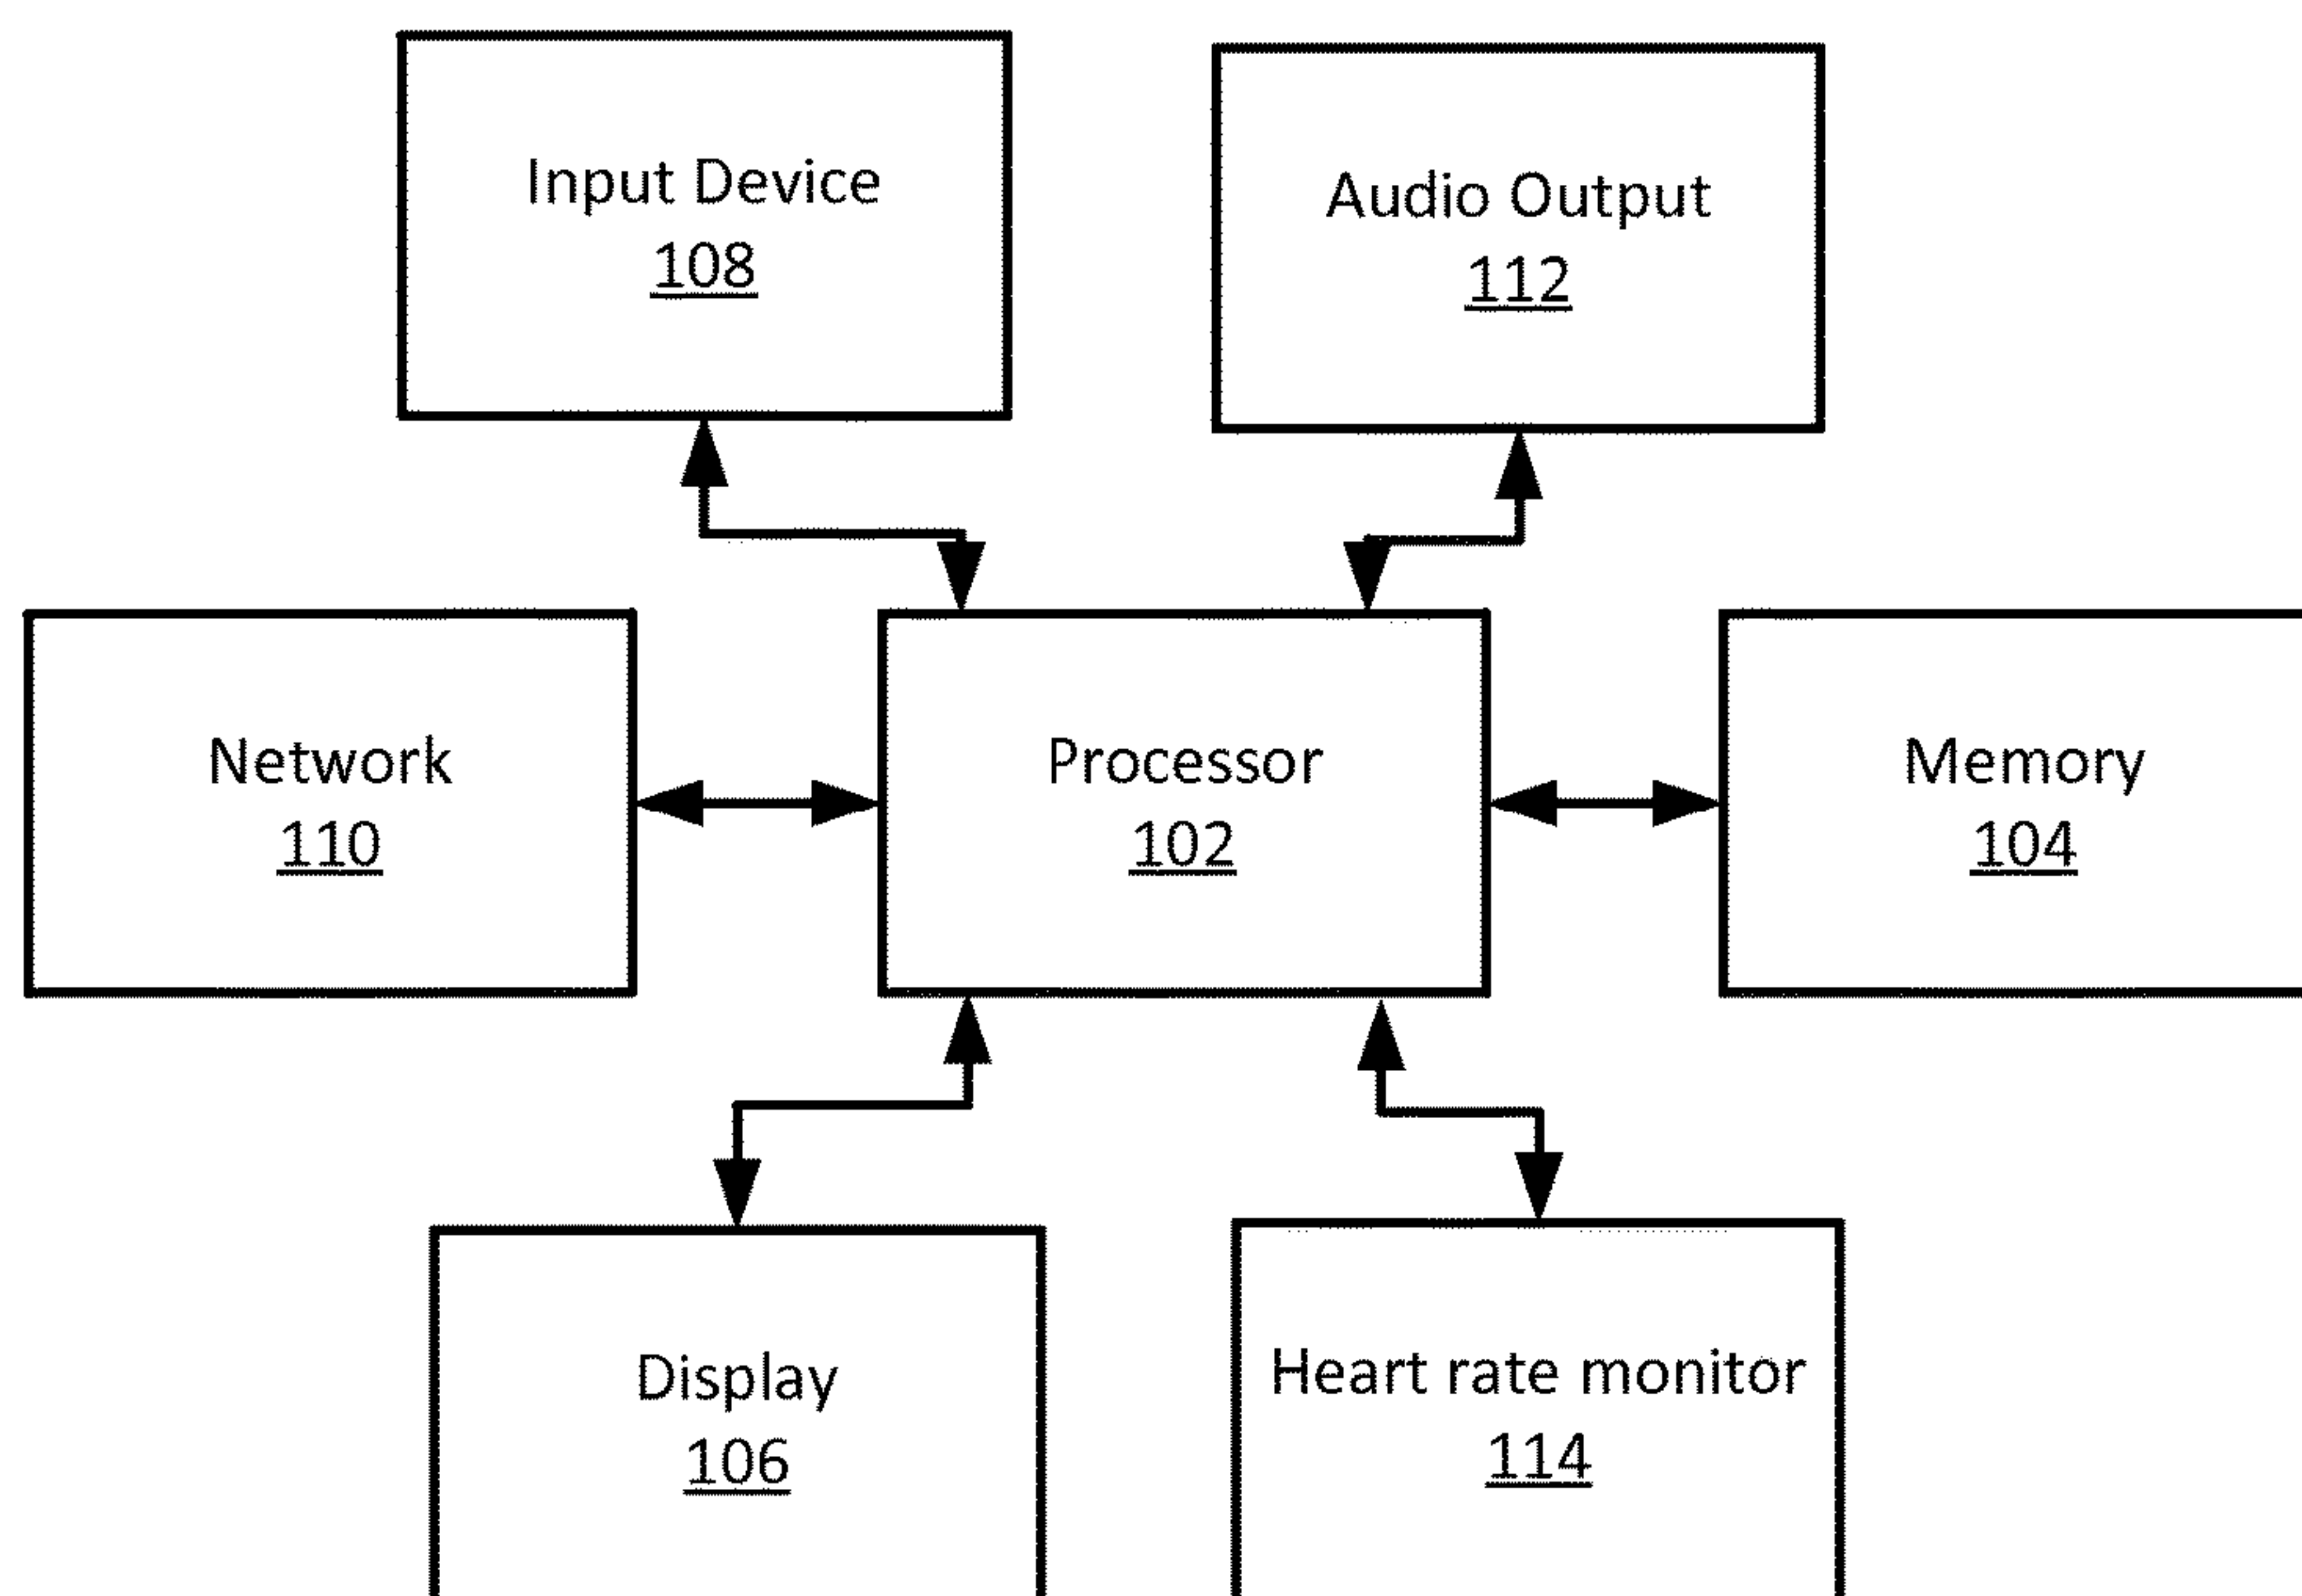 Input Device
108
Audio Output
112
Network
110
Processor
102
Memory
104
Display
106
Heart rate monitor
114